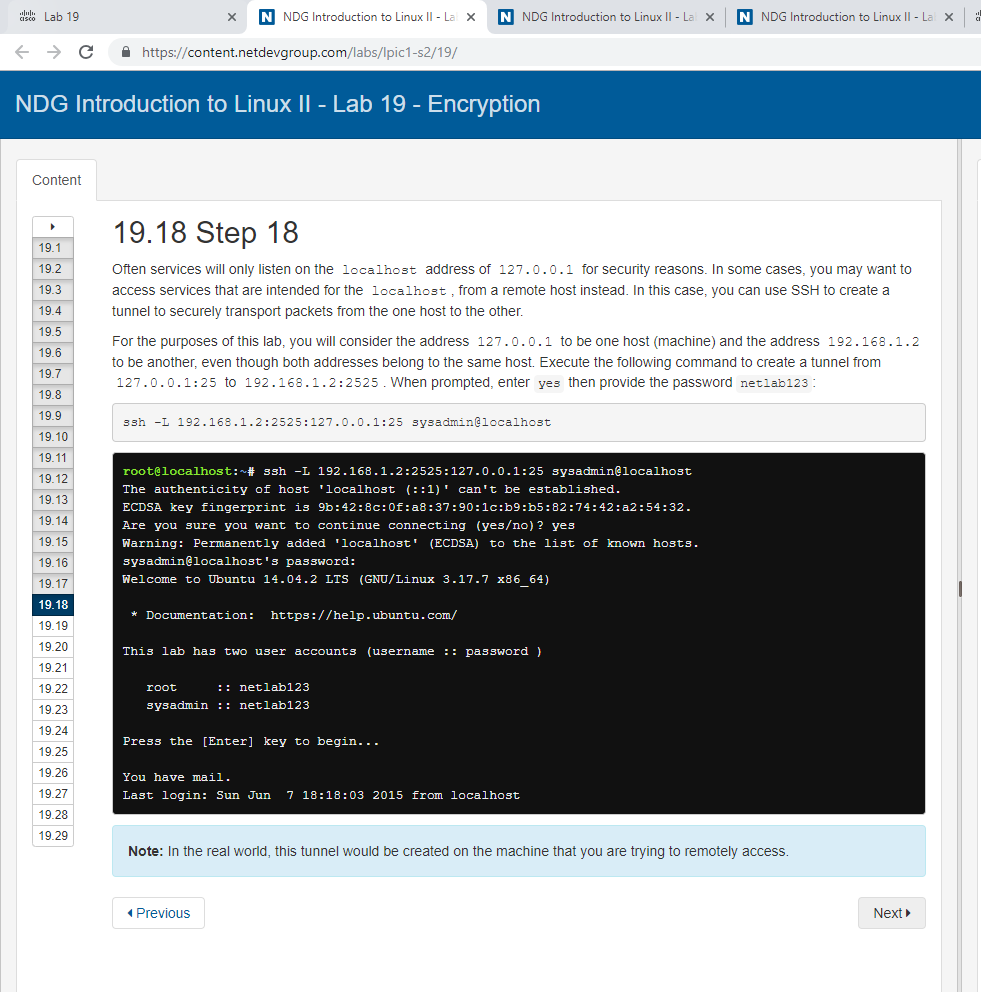 Lab 19
NDG Introduction to Linux II - La
NDG Introduction to Linux II - La
NDG Introduction to Linux II - La
https://content.netdevgroup.com/labs/lpic1-s2/19/
NDG Introduction to Linux II - Lab 19 - Encryption
Content
19.1
19.2
19.3
19.4
19.5
19.6
19.7
19.8
19.9
19.10
19.11
19.12
19.13
19.14
19.15
19.16
19.17
19.18
19.19
19.20
19.21
19.22
19.23
19.24
19.25
19.26
19.27
19.28
19.29
19.18 Step 18
Often services will only listen on the localhost address of 127.0.0.1 for security reasons. In some cases, you may want to
access services that are intended for the localhost, from a remote host instead. In this case, you can use SSH to create a
tunnel to securely transport packets from the one host to the other.
For the purposes of this lab, you will consider the address 127.0.0.1 to be one host (machine) and the address 192.168.1.2
to be another, even though both addresses belong to the same host. Execute the following command to create a tunnel from
127.0.0.1:25 to 192.168.1.2:2525. When prompted, enter yes then provide the password netlab123:
ssh -L 192.168.1.2:2525:127.0.0.1:25 sysadmin@localhost
root@localhost:~# ssh -L 192.168.1.2:2525:127.0.0.1:25 sysadmin@localhost
The authenticity of host 'localhost (::1)' can't be established.
ECDSA key fingerprint is 9b:42:8c:0f:a8:37:90:1c:b9:b5:82:74:42:a2:54:32.
Are you sure you want to continue connecting (yes/no)? yes
Warning: Permanently added 'localhost' (ECDSA) to the list of known hosts.
sysadmin@localhost's password:
Welcome to Ubuntu 14.04.2 LTS (GNU/Linux 3.17.7 x86_64)
* Documentation:  https://help.ubuntu.com/
This lab has two user accounts (username :: password )
root     :: netlab123
sysadmin :: netlab123
Press the [Enter] key to begin...
You have mail.
Last login: Sun Jun  7 18:18:03 2015 from localhost
Note: In the real world, this tunnel would be created on the machine that you are trying to remotely access.
Previous
Next